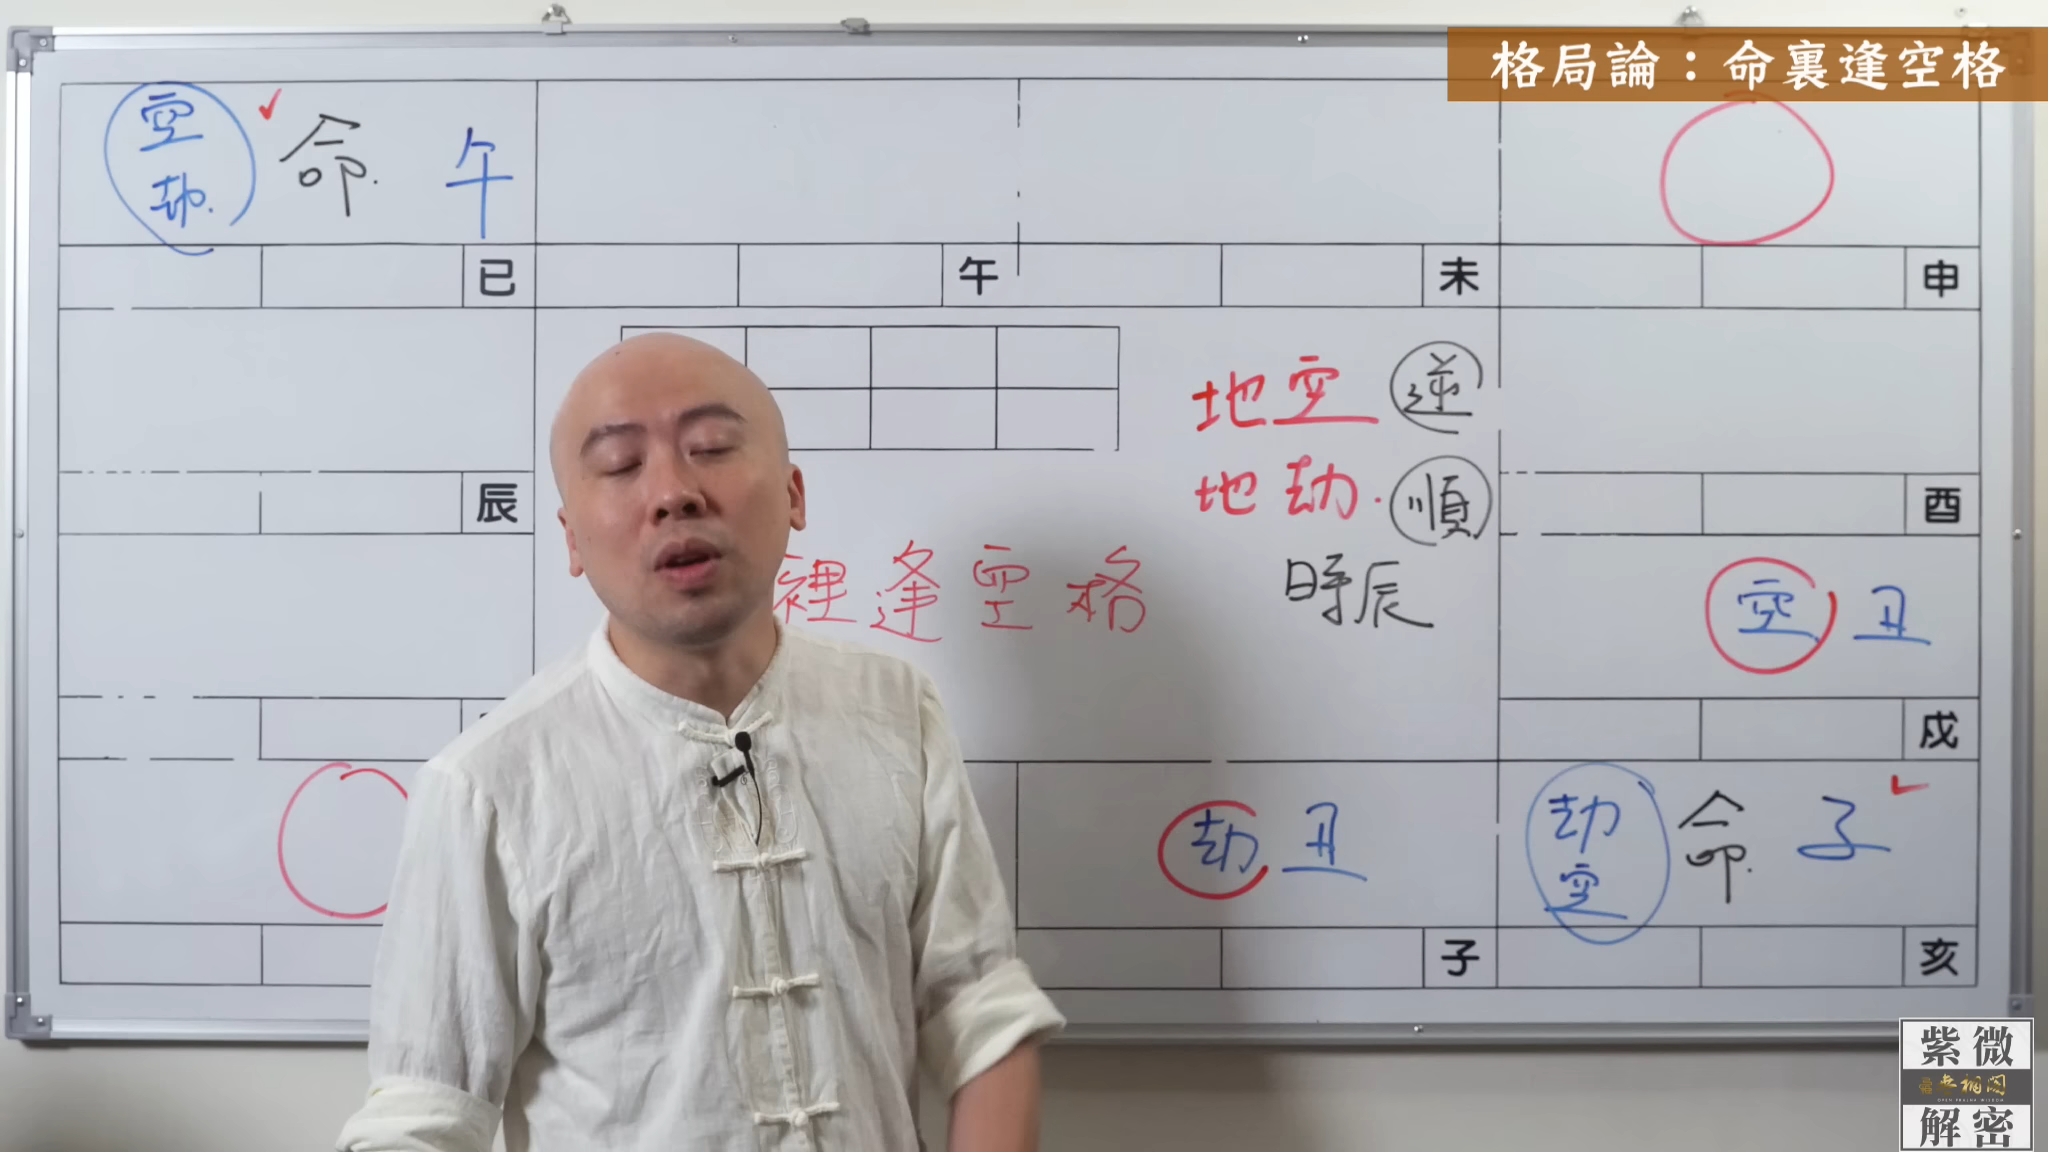 格局論：命裏逢空格
空
劫
命
午
巳
午
未
申
地空
逆
地劫
順
時辰
裡逢空格
辰
酉
空
丑
戌
劫
丑
劫
空
命
子
子
亥
紫微
解密